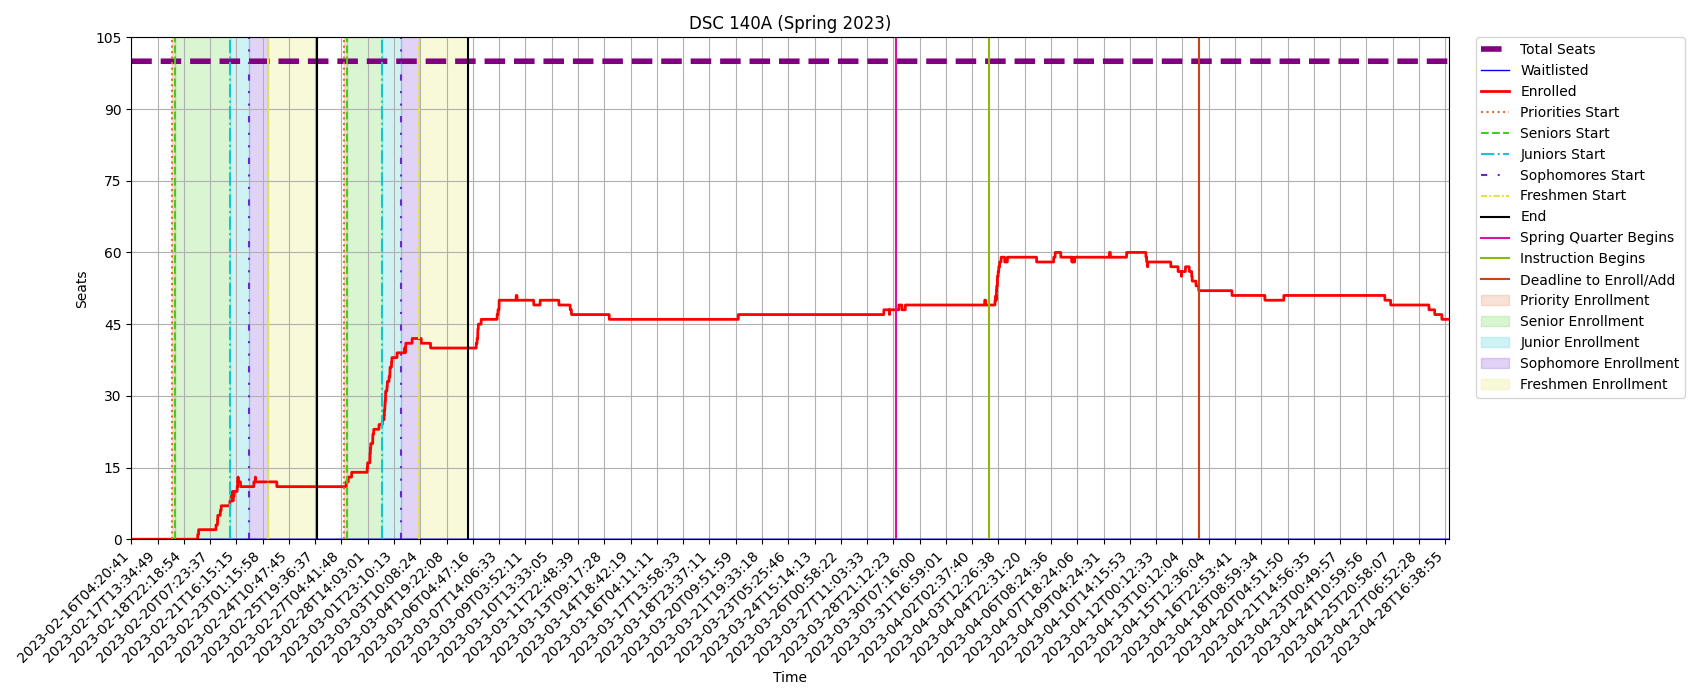 DSC 140A (Spring 2023)
105
90
75
60
45
30
15
0
Seats
2023-02-16T04:20:41
2023-02-17T13:34:49
2023-02-18T22:18:54
2023-02-20T07:23:37
2023-02-21T16:15:15
2023-02-23T01:15:58
2023-02-24T10:47:45
2023-02-25T19:36:37
2023-02-27T04:41:48
2023-02-28T14:03:01
2023-03-01T23:10:13
2023-03-03T10:08:24
2023-03-04T19:22:08
2023-03-06T04:47:16
2023-03-07T14:06:33
2023-03-09T03:52:11
2023-03-10T13:33:05
2023-03-11T22:48:39
2023-03-13T09:17:28
2023-03-14T18:42:19
2023-03-16T04:11:11
2023-03-17T13:58:33
2023-03-18T23:37:11
2023-03-20T09:51:59
2023-03-21T19:33:18
2023-03-23T05:25:46
2023-03-24T15:14:13
2023-03-26T00:58:22
2023-03-27T11:03:33
2023-03-28T21:12:23
2023-03-30T07:16:00
2023-03-31T16:59:01
2023-04-02T02:37:40
2023-04-03T12:26:38
2023-04-04T22:31:20
2023-04-06T08:24:36
2023-04-07T18:24:06
2023-04-09T04:24:31
2023-04-10T14:15:53
2023-04-12T00:12:33
2023-04-13T10:12:04
2023-04-15T12:36:04
2023-04-16T22:53:41
2023-04-18T08:59:34
2023-04-20T04:51:50
2023-04-21T14:56:35
2023-04-23T00:49:57
2023-04-24T10:59:56
2023-04-25T20:58:07
2023-04-27T06:52:28
2023-04-28T16:38:55
Time
Total Seats
Waitlisted
Enrolled
Priorities Start
Seniors Start
Juniors Start
Sophomores Start
Freshmen Start
End
Spring Quarter Begins
Instruction Begins
Deadline to Enroll/Add
Priority Enrollment
Senior Enrollment
Junior Enrollment
Sophomore Enrollment
Freshmen Enrollment